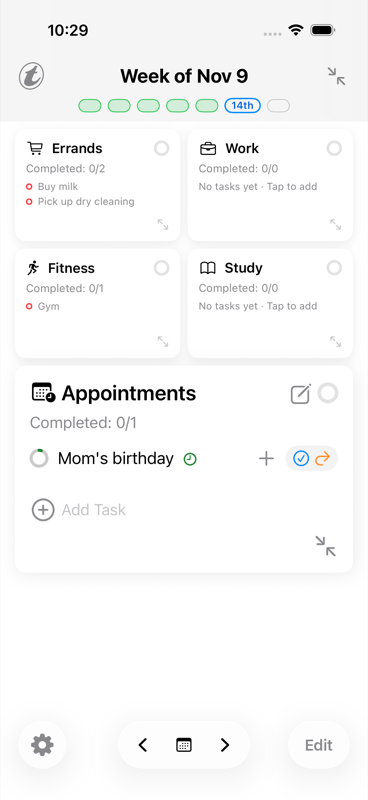 10:29
t
Week of Nov 9
14th
Errands
Completed: 0/2
Buy milk
Pick up dry cleaning
Work
Completed: 0/0
No tasks yet · Tap to add
Fitness
Completed: 0/1
Gym
Study
Completed: 0/0
No tasks yet · Tap to add
Appointments
Completed: 0/1
Mom's birthday
Add Task
Edit